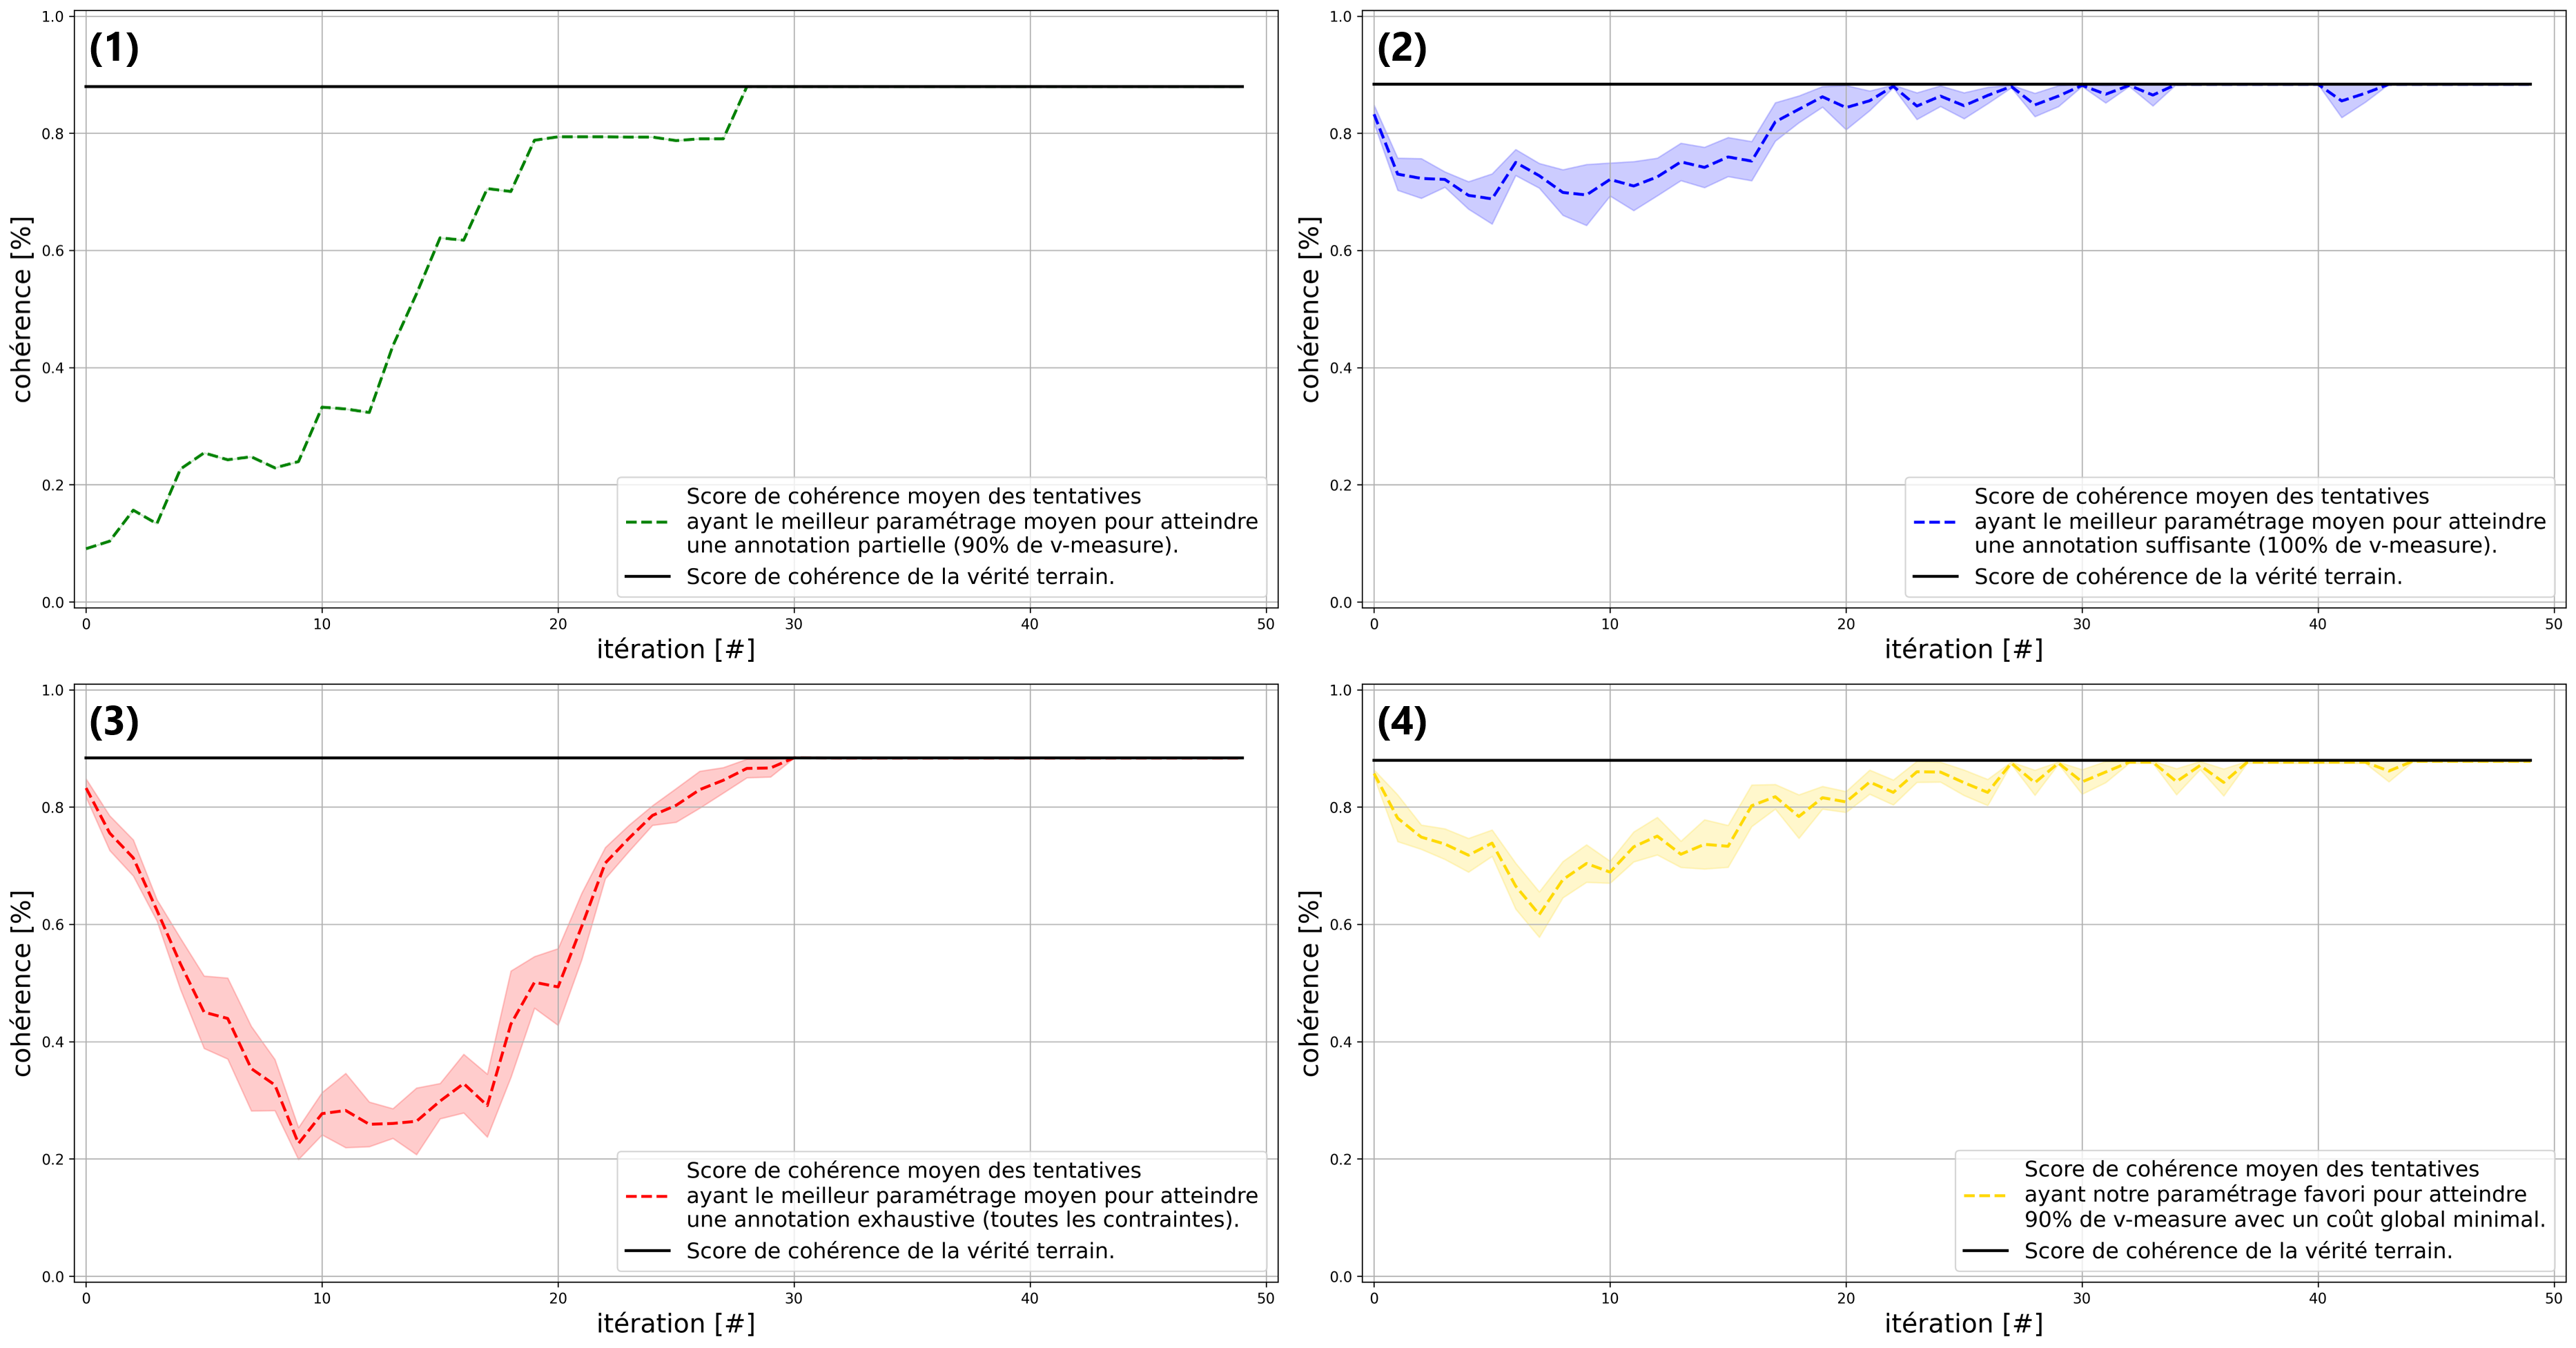 (1)
1.0
0.8
0.6
0.4
0.2
0.0
cohérence [%]
Score de cohérence moyen des tentatives
ayant le meilleur paramétrage moyen pour atteindre
une annotation partielle (90% de v-measure).
Score de cohérence de la vérité terrain.
0 10 20 30 40 50
itération [#]
(2)
1.0
0.8
0.6
0.4
0.2
0.0
cohérence [%]
Score de cohérence moyen des tentatives
ayant le meilleur paramétrage moyen pour atteindre
une annotation suffisante (100% de v-measure).
Score de cohérence de la vérité terrain.
0 10 20 30 40 50
itération [#]
(3)
1.0
0.8
0.6
0.4
0.2
0.0
cohérence [%]
Score de cohérence moyen des tentatives
ayant le meilleur paramétrage moyen pour atteindre
une annotation exhaustive (toutes les contraintes).
Score de cohérence de la vérité terrain.
0 10 20 30 40 50
itération [#]
(4)
1.0
0.8
0.6
0.4
0.2
0.0
cohérence [%]
Score de cohérence moyen des tentatives
ayant notre paramétrage favori pour atteindre
90% de v-measure avec un coût global minimal.
Score de cohérence de la vérité terrain.
0 10 20 30 40 50
itération [#]